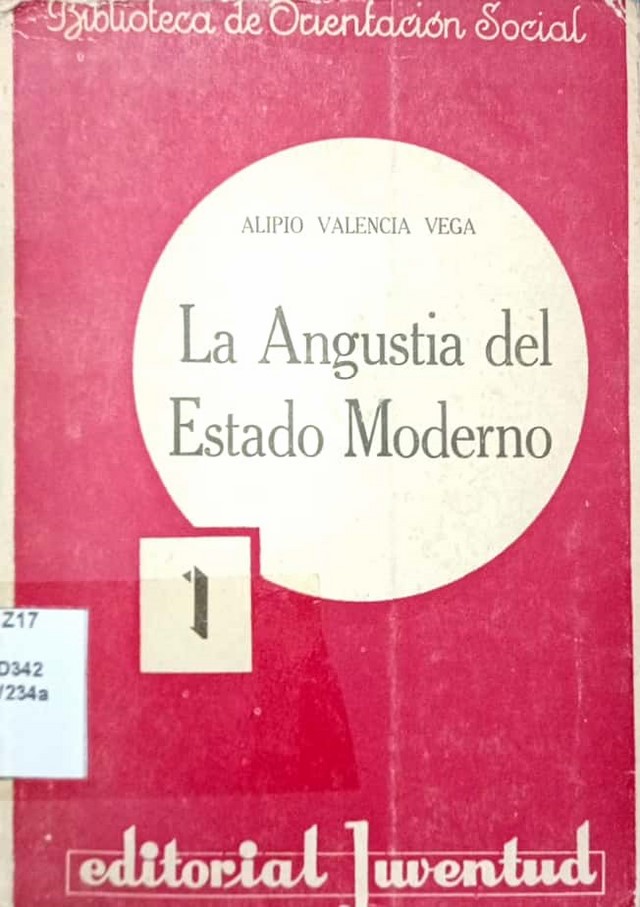 Biblioteca de Orientación Social
ALIPIO VALENCIA VEGA
La Angustia del
Estado Moderno
1
Z17
D342
234a
editorial Juventud